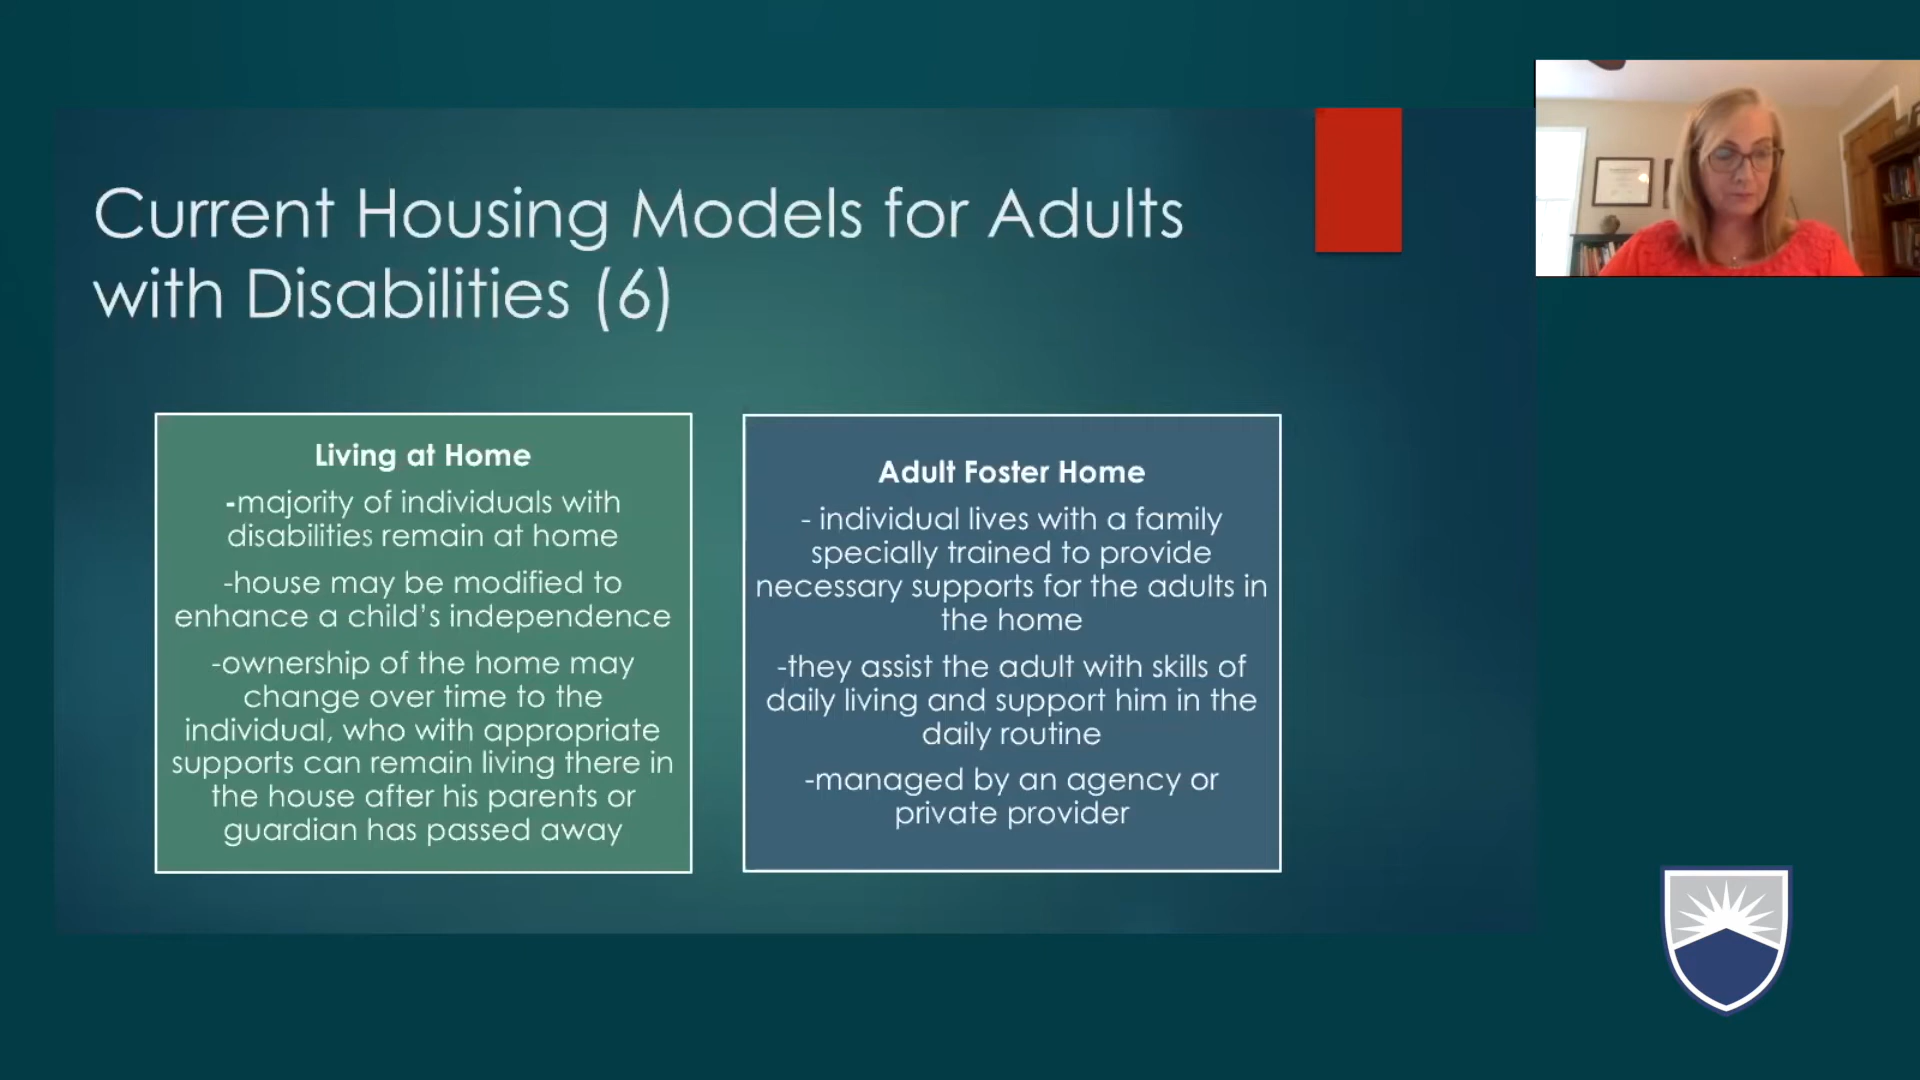 Current Housing Models for Adults
with Disabilities (6)
Living at Home
-majority of individuals with
disabilities remain at home
-house may be modified to
enhance a child's independence
-ownership of the home may
change over time to the
individual, who with appropriate
supports can remain living there in
the house after his parents or
guardian has passed away
Adult Foster Home
- individual lives with a family
specially trained to provide
necessary supports for the adults in
the home
-they assist the adult with skills of
daily living and support him in the
daily routine
-managed by an agency or
private provider